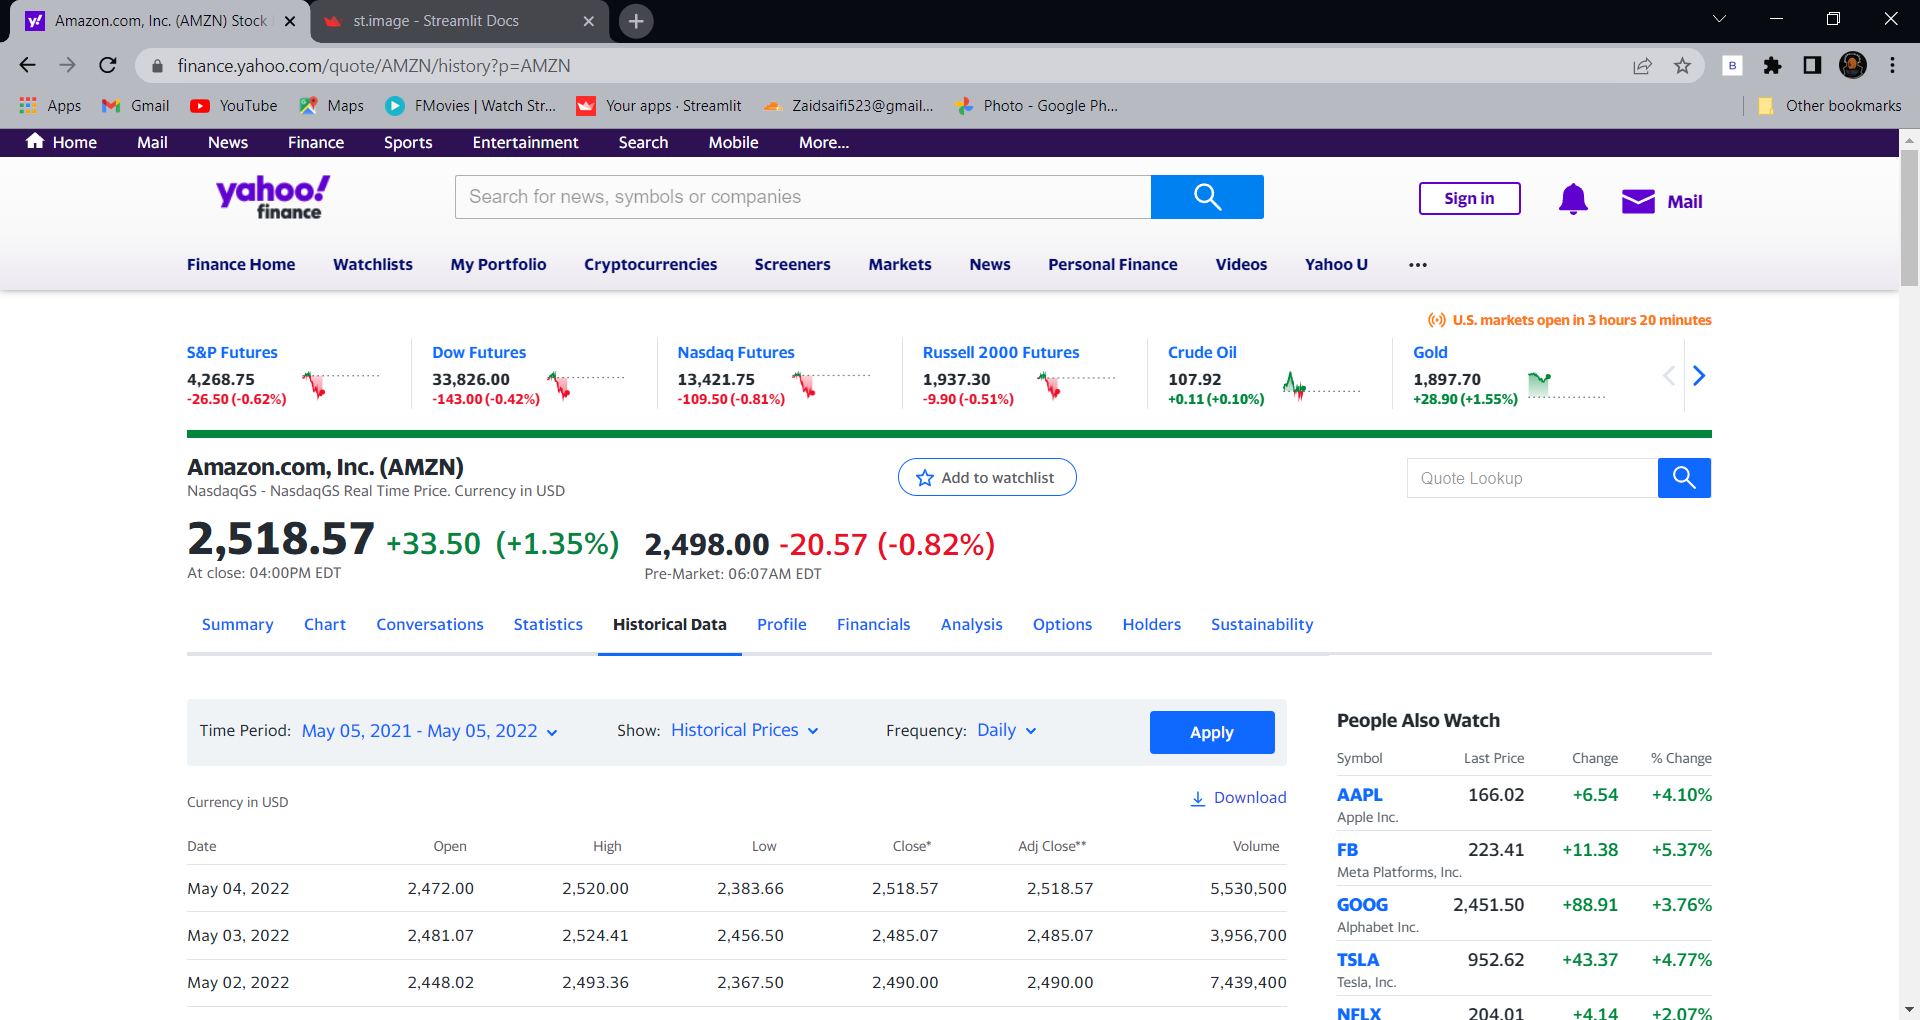 Amazon.com, Inc. (AMZN) Stock
st.image - Streamlit Docs
finance.yahoo.com/quote/AMZN/history?p=AMZN
B
Apps Gmail YouTube Maps FMovies | Watch Str... Your apps · Streamlit Zaidsaifi523@gmail... Photo - Google Ph... Other bookmarks
Home Mail News Finance Sports Entertainment Search Mobile More...
yahoo!
finance
Search for news, symbols or companies
Sign in
Mail
Finance Home Watchlists My Portfolio Cryptocurrencies Screeners Markets News Personal Finance Videos Yahoo U
U.S. markets open in 3 hours 20 minutes
S&P Futures Dow Futures Nasdaq Futures Russell 2000 Futures Crude Oil Gold
4,268.75 33,826.00 13,421.75 1,937.30 107.92 1,897.70
-26.50 (-0.62%) -143.00 (-0.42%) -109.50 (-0.81%) -9.90 (-0.51%) +0.11 (+0.10%) +28.90 (+1.55%)
Amazon.com, Inc. (AMZN)
NasdaqGS - NasdaqGS Real Time Price. Currency in USD
Add to watchlist
Quote Lookup
2,518.57 +33.50 (+1.35%) 2,498.00 -20.57 (-0.82%)
At close: 04:00PM EDT Pre-Market: 06:07AM EDT
Summary Chart Conversations Statistics Historical Data Profile Financials Analysis Options Holders Sustainability
Time Period: May 05, 2021 - May 05, 2022 Show: Historical Prices Frequency: Daily Apply
Currency in USD Download
Date Open High Low Close* Adj Close** Volume
May 04, 2022 2,472.00 2,520.00 2,383.66 2,518.57 2,518.57 5,530,500
May 03, 2022 2,481.07 2,524.41 2,456.50 2,485.07 2,485.07 3,956,700
May 02, 2022 2,448.02 2,493.36 2,367.50 2,490.00 2,490.00 7,439,400
People Also Watch
Symbol Last Price Change % Change
AAPL 166.02 +6.54 +4.10%
Apple Inc.
FB 223.41 +11.38 +5.37%
Meta Platforms, Inc.
GOOG 2,451.50 +88.91 +3.76%
Alphabet Inc.
TSLA 952.62 +43.37 +4.77%
Tesla, Inc.
NFLX 204.01 +4.14 +2.07%